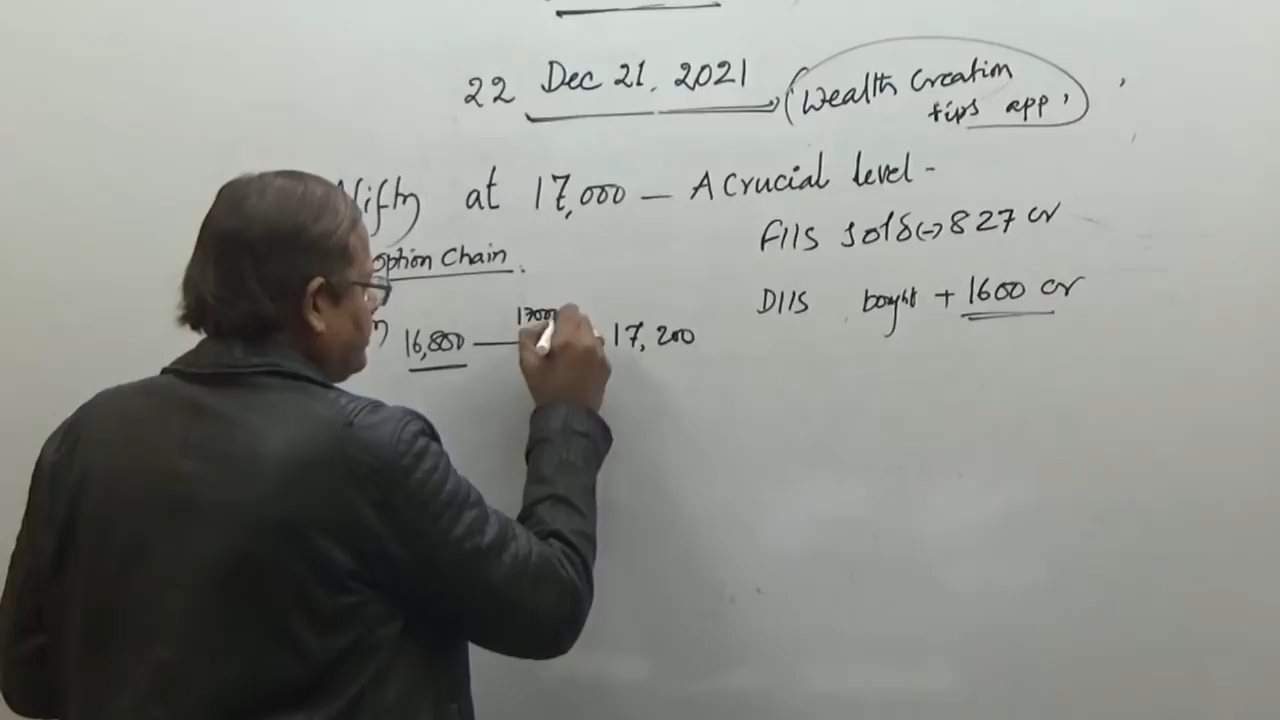 22 Dec 21, 2021 (Wealth Creation
tips app,
Nifty at 17,000 — A Crucial level -
option Chain.
FIIS sold (-) 827 cr
DIIS bought + 1600 cr
16,800 — 17000 17,200